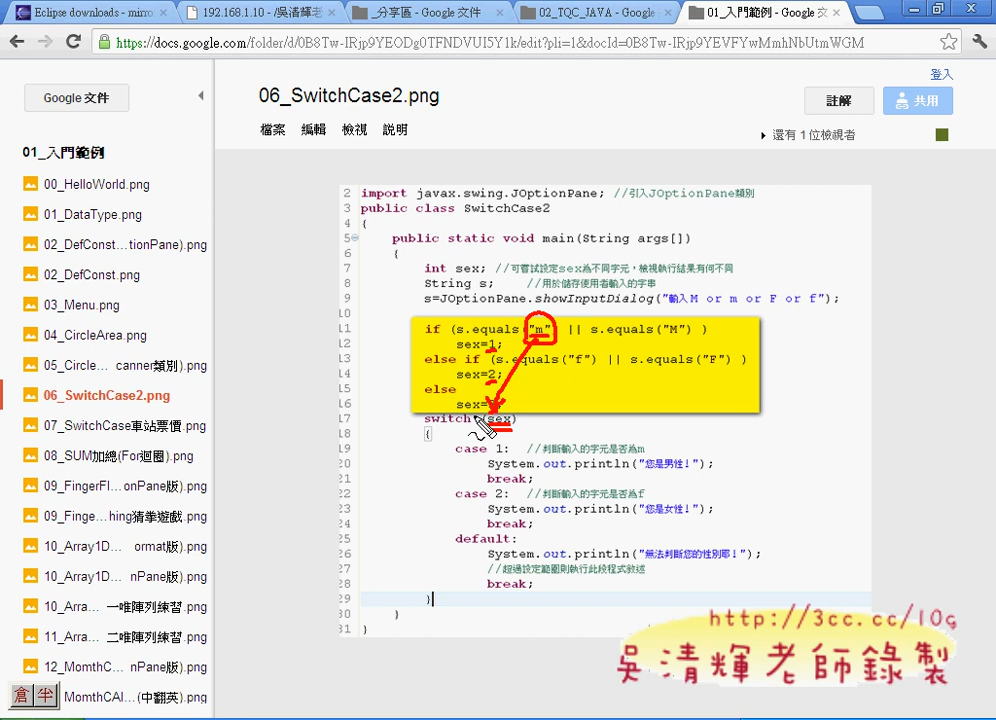 Eclipse downloads - mirro
192.168.1.10 - /吳清輝老
_分享區 - Google 文件
02_TQC_JAVA - Google
01_入門範例 - Google 文
https://docs.google.com/folder/d/0B8Tw-IRjp9YEODg0TFNDVUI5Y1k/edit?pli=1&docId=0B8Tw-IRjp9YEVFYwMmhNbUtmWGM
登入
Google 文件
06_SwitchCase2.png
註解
共用
檔案 編輯 檢視 說明
還有 1 位檢視者
01_入門範例
00_HelloWorld.png
01_DataType.png
02_DefConst…tionPane).png
02_DefConst.png
03_Menu.png
04_CircleArea.png
05_Circle… canner類別).png
06_SwitchCase2.png
07_SwitchCase車站票價.png
08_SUM加總(For迴圈).png
09_FingerFl…onPane版).png
09_Finge…hing猜拳遊戲.png
10_Array1D… ormat版).png
10_Array1D… nPane版).png
10_Arra… 一唯陣列練習.png
11_Arra… 二唯陣列練習.png
12_MomthC… nPane版).png
MomthCAl…(中翻英).png
倉 半
2 import javax.swing.JOptionPane; //引入JOptionPane類別
3 public class SwitchCase2
4 {
5 public static void main(String args[])
6 {
7 int sex; //可嘗試設定sex為不同字元，檢視執行結果有何不同
8 String s; //用於儲存使用者輸入的字串
9 s=JOptionPane.showInputDialog("輸入M or m or F or f");
10
11 if (s.equals("m" || s.equals("M") )
12 sex=1;
13 else if (s.equals("f") || s.equals("F") )
14 sex=2;
15 else
16 sex=
17 switch (sex)
18 {
19 case 1: //判斷輸入的字元是否為m
20 System.out.println("您是男性!");
21 break;
22 case 2: //判斷輸入的字元是否為f
23 System.out.println("您是女性!");
24 break;
25 default:
26 System.out.println("無法判斷您的性別耶!");
27 //超過設定範圍則執行此段程式敘述
28 break;
29 }
30 }
31 }
http://3cc.cc/10g
吳清輝老師錄製